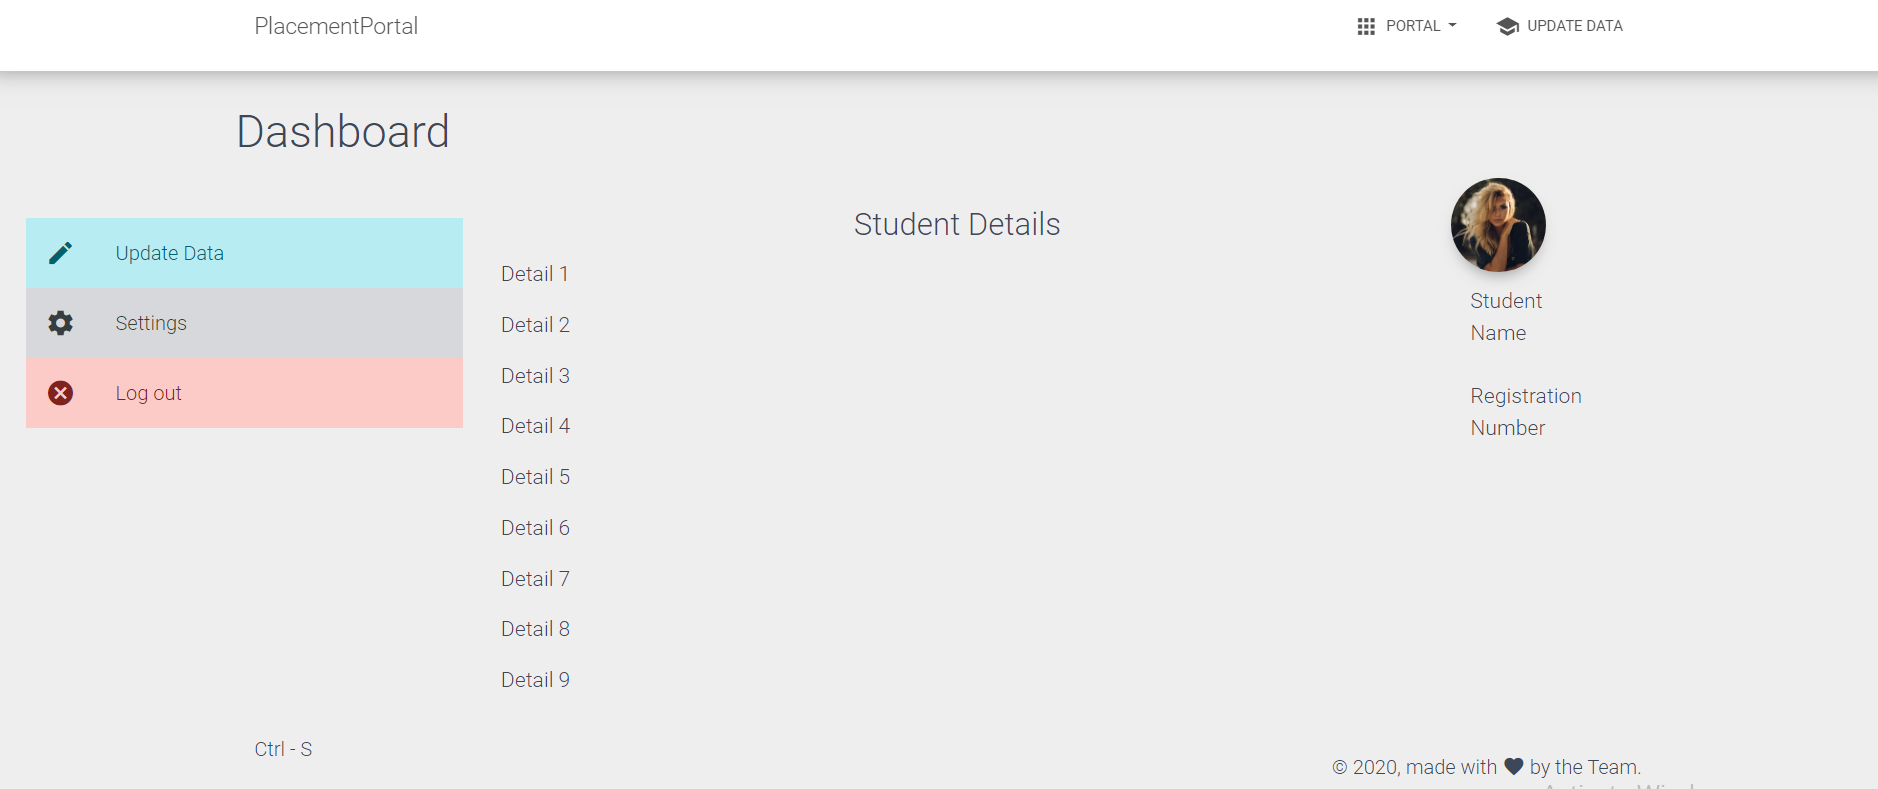 PlacementPortal
PORTAL
UPDATE DATA
Dashboard
Update Data
Settings
Log out
Student Details
Detail 1
Detail 2
Detail 3
Detail 4
Detail 5
Detail 6
Detail 7
Detail 8
Detail 9
Student
Name
Registration
Number
Ctrl - S
© 2020, made with ♥ by the Team.